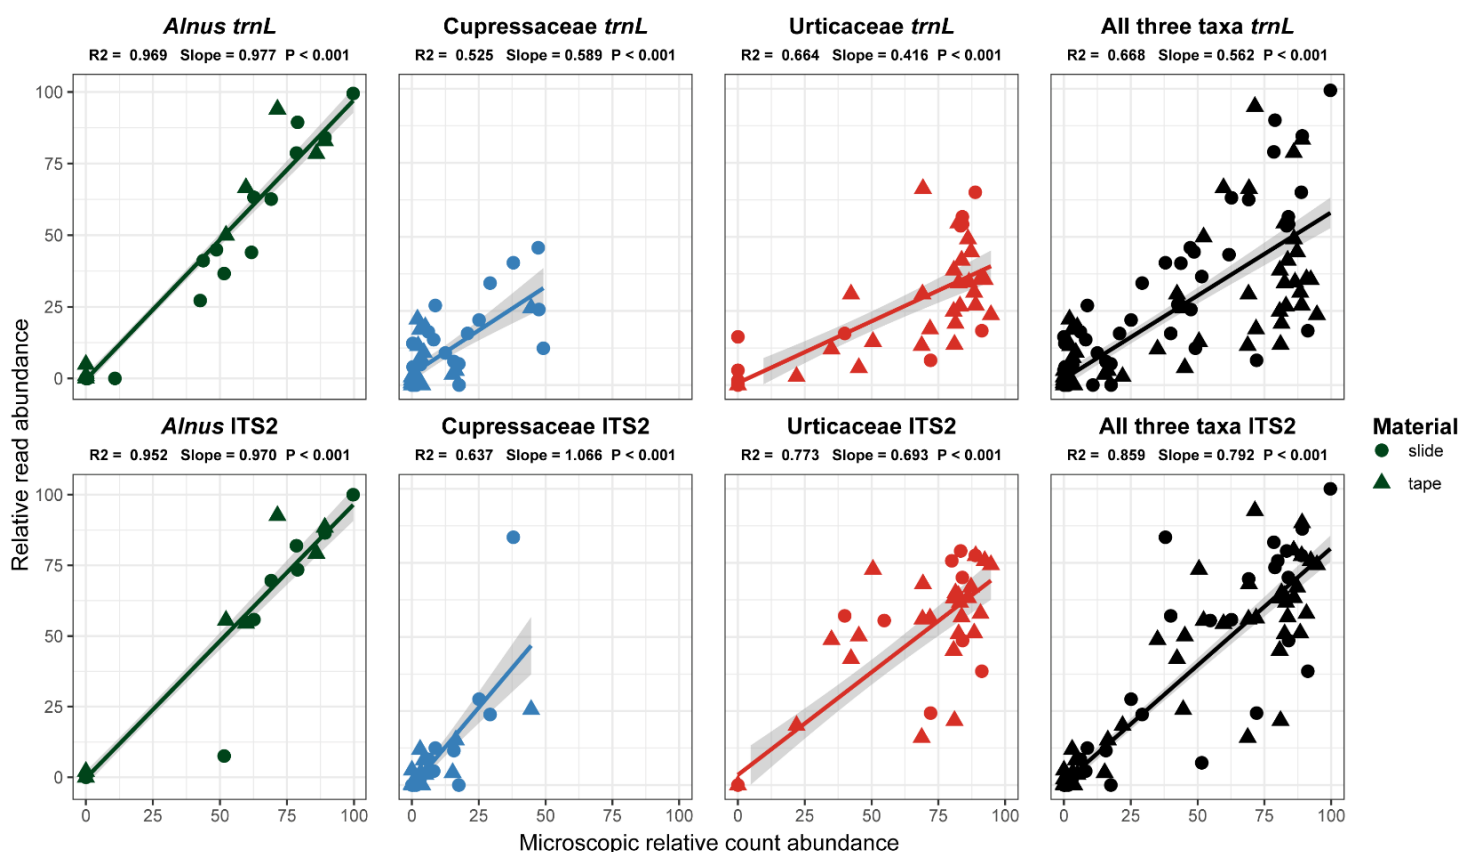 Alnus trnL
R2 = 0.969 Slope = 0.977 P < 0.001
Cupressaceae trnL
R2 = 0.525 Slope = 0.589 P < 0.001
Urticaceae trnL
R2 = 0.664 Slope = 0.416 P < 0.001
All three taxa trnL
R2 = 0.668 Slope = 0.562 P < 0.001
100
75
50
25
0
Relative read abundance
Alnus ITS2
R2 = 0.952 Slope = 0.970 P < 0.001
Cupressaceae ITS2
R2 = 0.637 Slope = 1.066 P < 0.001
Urticaceae ITS2
R2 = 0.773 Slope = 0.693 P < 0.001
All three taxa ITS2
R2 = 0.859 Slope = 0.792 P < 0.001
100
75
50
25
0
0 25 50 75 100
0 25 50 75 100
0 25 50 75 100
0 25 50 75 100
Microscopic relative count abundance
Material
slide
tape